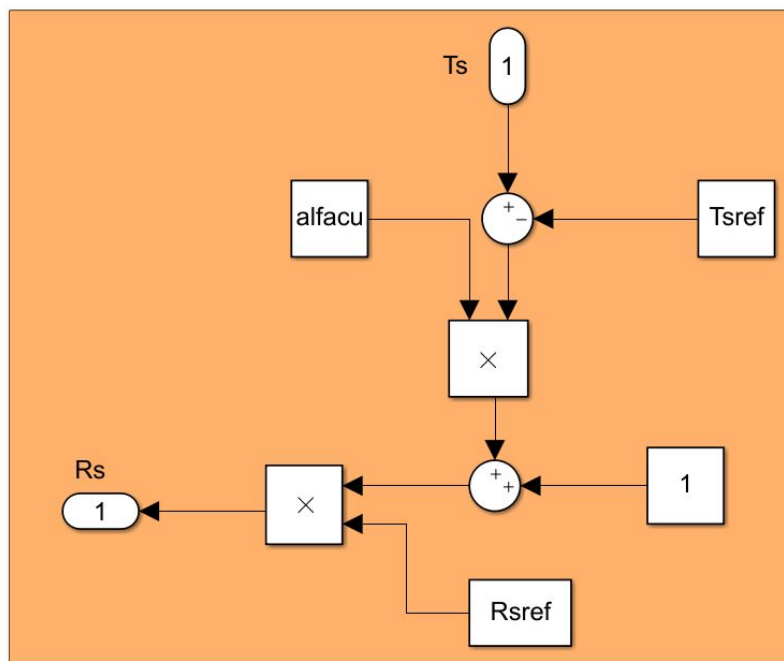 Ts
1
alfacu
+
−
Tsref
×
Rs
1
×
+
+
1
Rsref